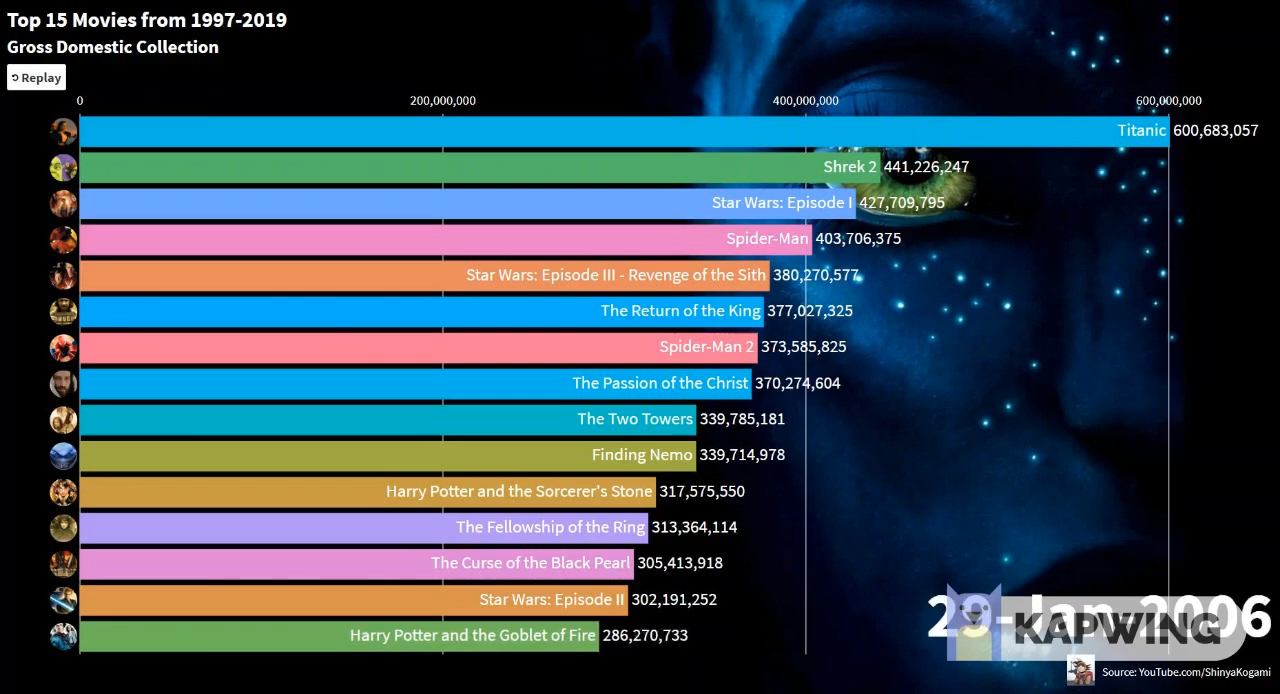 Top 15 Movies from 1997-2019
Gross Domestic Collection
Replay
0 200,000,000 400,000,000 600,000,000
Titanic 600,683,057
Shrek 2 441,226,247
Star Wars: Episode I 427,709,795
Spider-Man 403,706,375
Star Wars: Episode III - Revenge of the Sith 380,270,577
The Return of the King 377,027,325
Spider-Man 2 373,585,825
The Passion of the Christ 370,274,604
The Two Towers 339,785,181
Finding Nemo 339,714,978
Harry Potter and the Sorcerer's Stone 317,575,550
The Fellowship of the Ring 313,364,114
The Curse of the Black Pearl 305,413,918
Star Wars: Episode II 302,191,252
Harry Potter and the Goblet of Fire 286,270,733
Jan 2006
KAPWING
Source: YouTube.com/ShinyaKogami